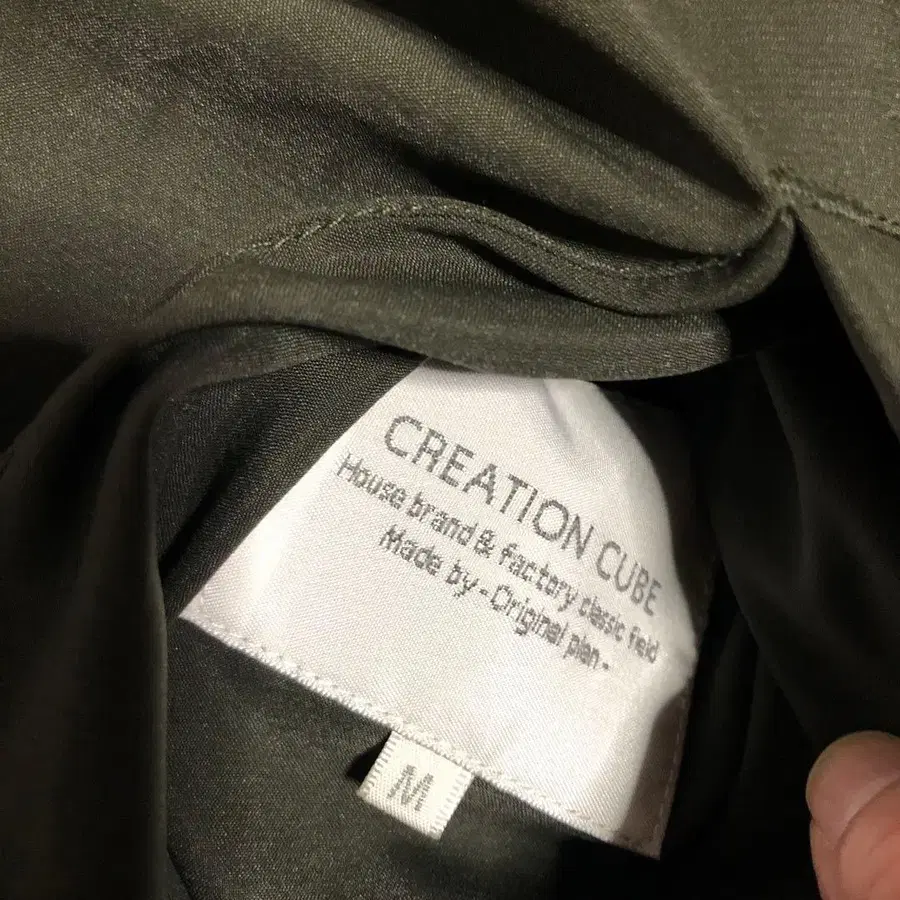 CREATION CUBE
House brand & factory classic field
Made by - Original plan -
M